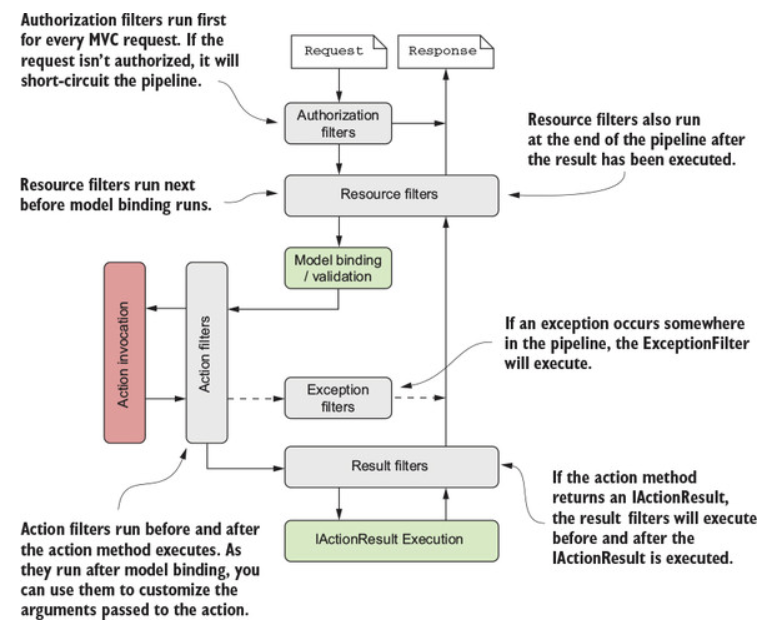 Authorization filters run first
for every MVC request. If the
request isn't authorized, it will
short-circuit the pipeline.
Request
Response
Authorization
filters
Resource filters also run
at the end of the pipeline after
the result has been executed.
Resource filters run next
before model binding runs.
Resource filters
Model binding
/ validation
Action invocation
Action filters
If an exception occurs somewhere
in the pipeline, the ExceptionFilter
will execute.
Exception
filters
Result filters
If the action method
returns an IActionResult,
the result filters will execute
before and after the
IActionResult is executed.
IActionResult Execution
Action filters run before and after
the action method executes. As
they run after model binding, you
can use them to customize the
arguments passed to the action.